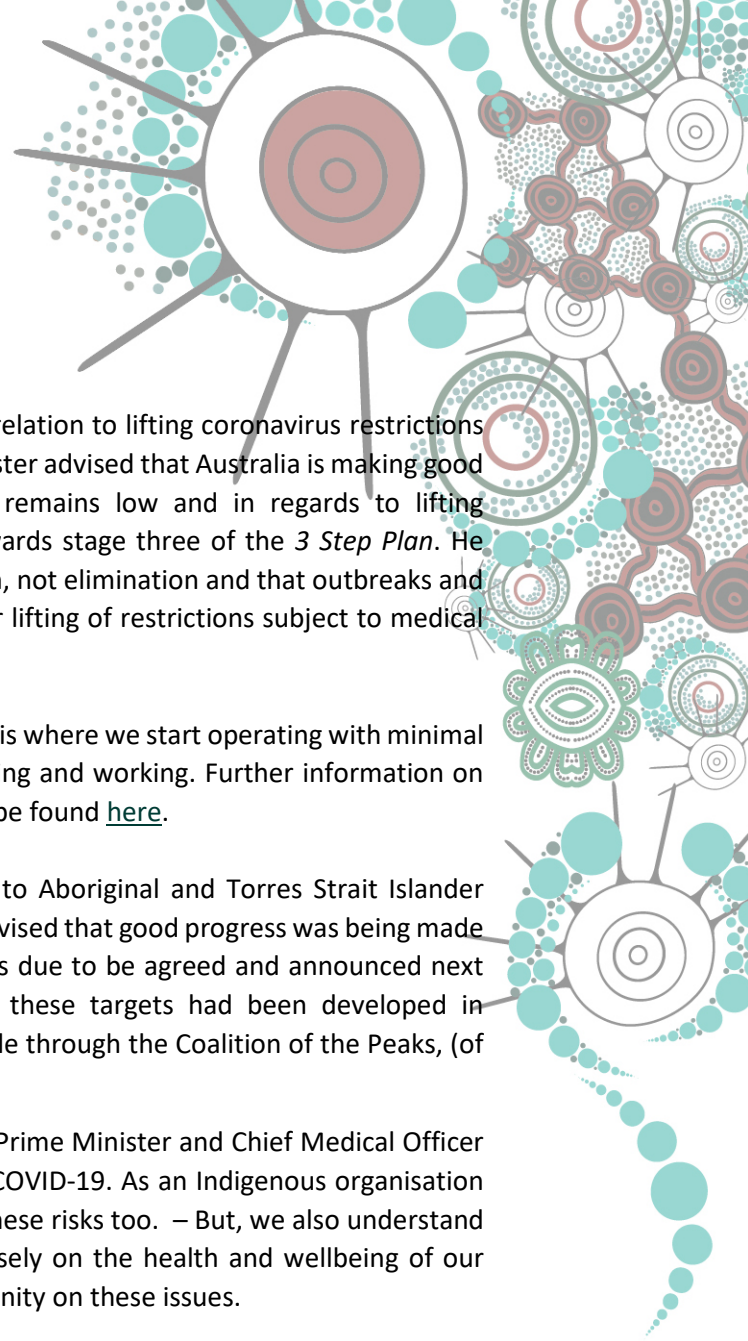 relation to lifting coronavirus restrictions
ster advised that Australia is making good
remains low and in regards to lifting
wards stage three of the 3 Step Plan. He
, not elimination and that outbreaks and
r lifting of restrictions subject to medical
is where we start operating with minimal
ing and working. Further information on
be found here.
to Aboriginal and Torres Strait Islander
vised that good progress was being made
s due to be agreed and announced next
these targets had been developed in
le through the Coalition of the Peaks, (of
Prime Minister and Chief Medical Officer
COVID-19. As an Indigenous organisation
hese risks too. – But, we also understand
sely on the health and wellbeing of our
nity on these issues.